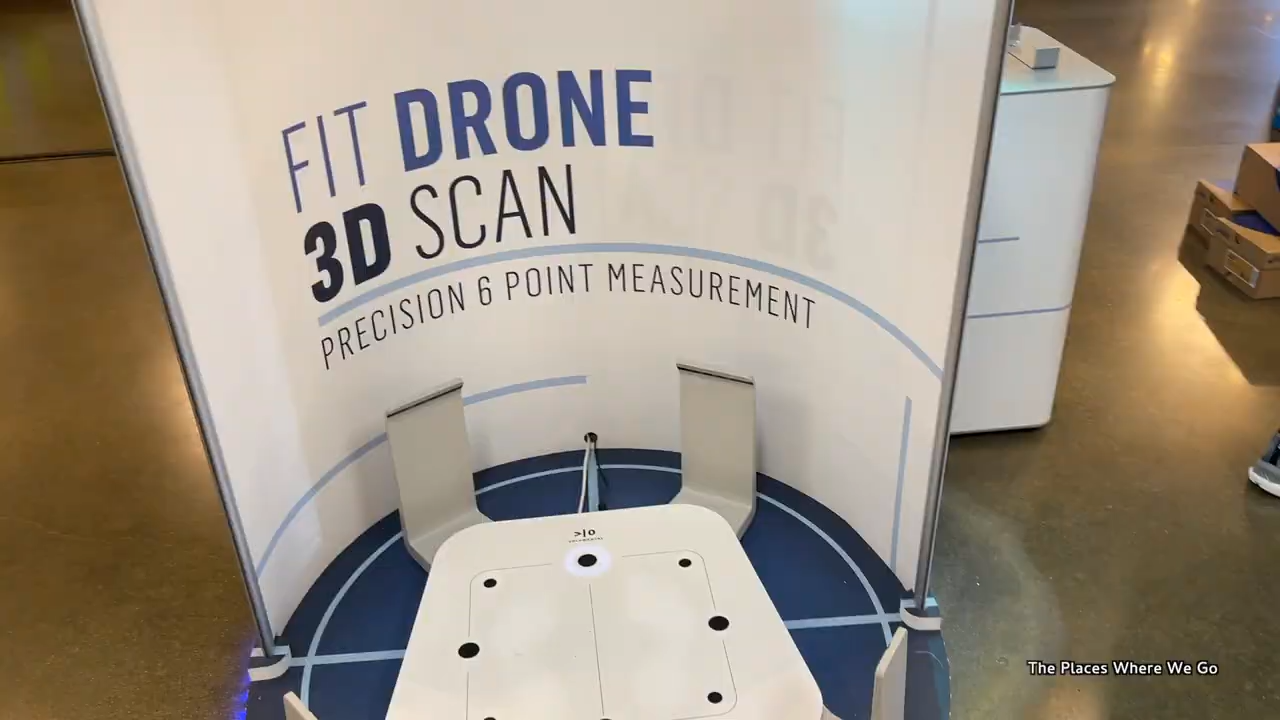 FIT DRONE
3D SCAN
PRECISION 6 POINT MEASUREMENT
The Places Where We Go